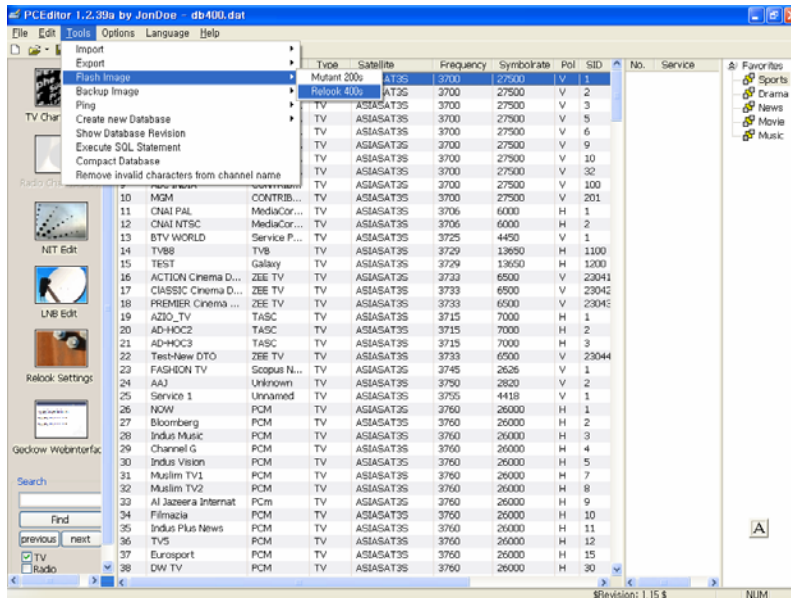 PCEditor 1.2.39a by JonDoe - db400.dat
File Edit Tools Options Language Help
Import
Export
Flash Image
Backup Image
Ping
Create new Database
Show Database Revision
Execute SQL Statement
Compact Database
Remove invalid characters from channel name
Mutant 200s
Relook 400s
Type Satellite Frequency Symbolrate Pol SID
3700 27500 V 1
3700 27500 V 2
TV ASIASAT3S 3700 27500 V 3
TV ASIASAT3S 3700 27500 V 5
TV ASIASAT3S 3700 27500 V 6
TV ASIASAT3S 3700 27500 V 9
TV ASIASAT3S 3700 27500 V 10
TV ASIASAT3S 3700 27500 V 32
TV ASIASAT3S 3700 27500 V 100
10 MGM CONTRIB... TV ASIASAT3S 3700 27500 V 201
11 CNAI PAL MediaCor... TV ASIASAT3S 3706 6000 H 1
12 CNAI NTSC MediaCor... TV ASIASAT3S 3706 6000 H 2
13 BTV WORLD Service P... TV ASIASAT3S 3725 4450 V 1
14 TVB8 TVB TV ASIASAT3S 3729 13650 H 1100
15 TEST Galaxy TV ASIASAT3S 3729 13650 H 1200
16 ACTION Cinema D... ZEE TV TV ASIASAT3S 3733 6500 V 23041
17 ClASSIC Cinema D... ZEE TV TV ASIASAT3S 3733 6500 V 23042
18 PREMIER Cinema ... ZEE TV TV ASIASAT3S 3733 6500 V 23043
19 AZIO_TV TASC TV ASIASAT3S 3715 7000 H 1
20 AD-HOC2 TASC TV ASIASAT3S 3715 7000 H 2
21 AD-HOC3 TASC TV ASIASAT3S 3715 7000 H 3
22 Test-New DTO ZEE TV TV ASIASAT3S 3733 6500 V 23044
23 FASHION TV Scopus N... TV ASIASAT3S 3745 2626 V 1
24 AAJ Unknown TV ASIASAT3S 3750 2820 V 2
25 Service 1 Unnamed TV ASIASAT3S 3755 4418 V 1
26 NOW PCM TV ASIASAT3S 3760 26000 H 1
27 Bloomberg PCM TV ASIASAT3S 3760 26000 H 2
28 Indus Music PCM TV ASIASAT3S 3760 26000 H 3
29 Channel G PCM TV ASIASAT3S 3760 26000 H 4
30 Indus Vision PCM TV ASIASAT3S 3760 26000 H 5
31 Muslim TV1 PCM TV ASIASAT3S 3760 26000 H 7
32 Muslim TV2 PCM TV ASIASAT3S 3760 26000 H 8
33 Al Jazeera Internat PCm TV ASIASAT3S 3760 26000 H 9
34 Filmazia PCM TV ASIASAT3S 3760 26000 H 10
35 Indus Plus News PCM TV ASIASAT3S 3760 26000 H 11
36 TV5 PCM TV ASIASAT3S 3760 26000 H 12
37 Eurosport PCM TV ASIASAT3S 3760 26000 H 15
38 DW TV PCM TV ASIASAT3S 3760 26000 H 30
No. Service
Favorites
Sports
Drama
News
Movie
Music
NIT Edit
LNB Edit
Relook Settings
Geckow Webinterfac
Search
Find
previous next
TV
Radio
A
$Revision: 1.15 $ NUM